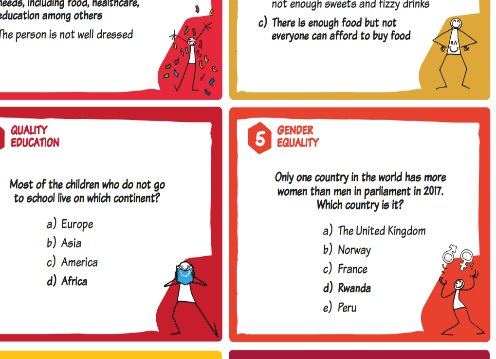 needs, including food, healthcare,
education among others
The person is not well dressed
not enough sweets and fizzy drinks
c) There is enough food but not
everyone can afford to buy food
QUALITY
EDUCATION
Most of the children who do not go
to school live on which continent?
a) Europe
b) Asia
c) America
d) Africa
5 GENDER
EQUALITY
Only one country in the world has more
women than men in parliament in 2017.
Which country is it?
a) The United Kingdom
b) Norway
c) France
d) Rwanda
e) Peru